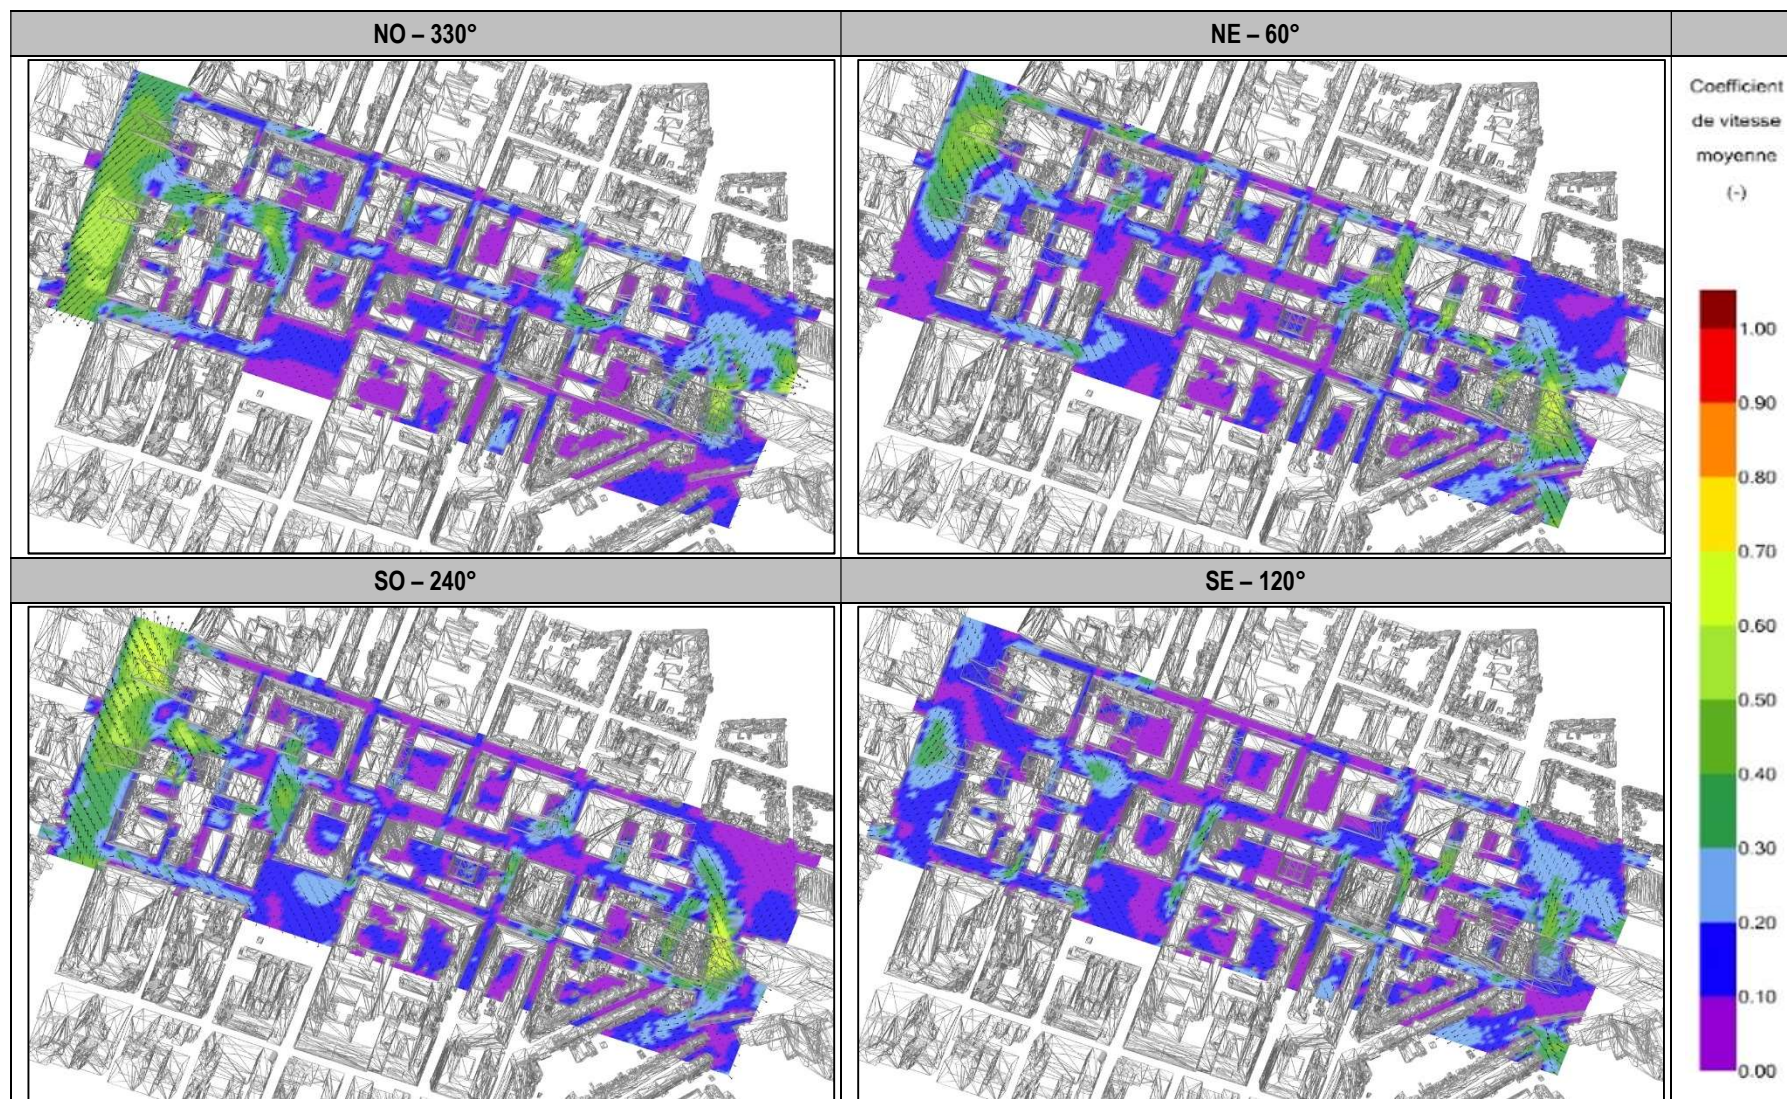 NO – 330°
NE – 60°
Coefficient
de vitesse
moyenne
(-)
1.00
0.90
0.80
0.70
0.60
0.50
0.40
0.30
0.20
0.10
0.00
SO – 240°
SE – 120°